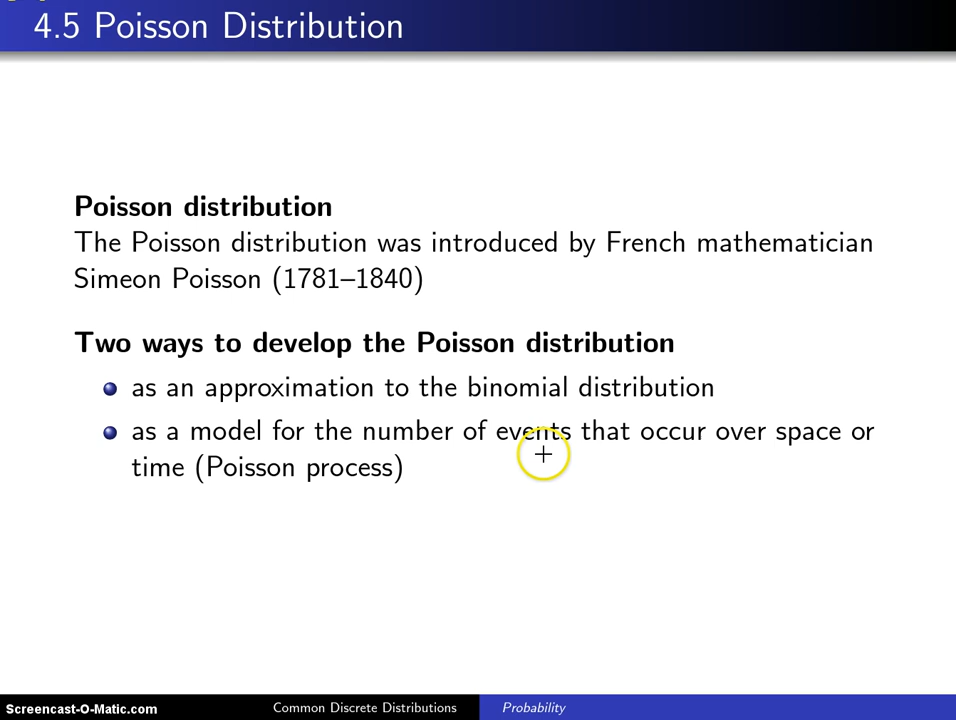 4.5 Poisson Distribution
Poisson distribution
The Poisson distribution was introduced by French mathematician
Simeon Poisson (1781–1840)
Two ways to develop the Poisson distribution
as an approximation to the binomial distribution
as a model for the number of events that occur over space or
time (Poisson process)
Screencast-O-Matic.com
Common Discrete Distributions
Probability